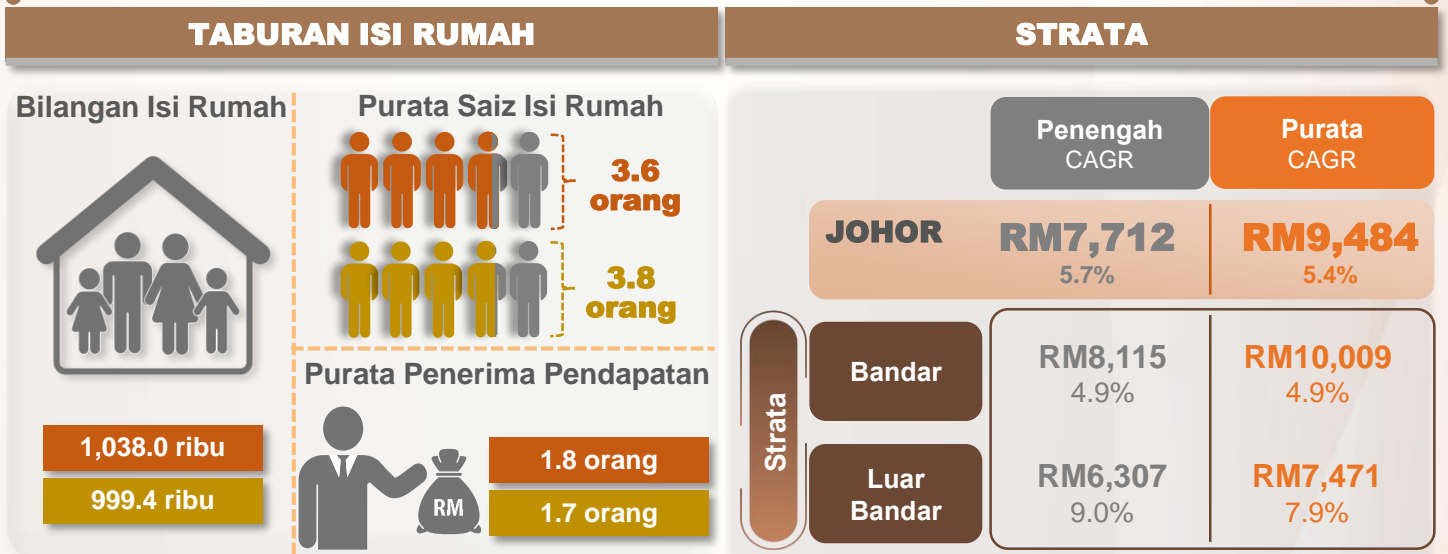 TABURAN ISI RUMAH
Bilangan Isi Rumah
1,038.0 ribu
999.4 ribu
Purata Saiz Isi Rumah
3.6
orang
3.8
orang
Purata Penerima Pendapatan
RM
1.8 orang
1.7 orang
STRATA
Penengah
CAGR
Purata
CAGR
JOHOR RM7,712 RM9,484
5.7% 5.4%
Strata
Bandar
RM8,115 RM10,009
4.9% 4.9%
Luar
Bandar
RM6,307 RM7,471
9.0% 7.9%